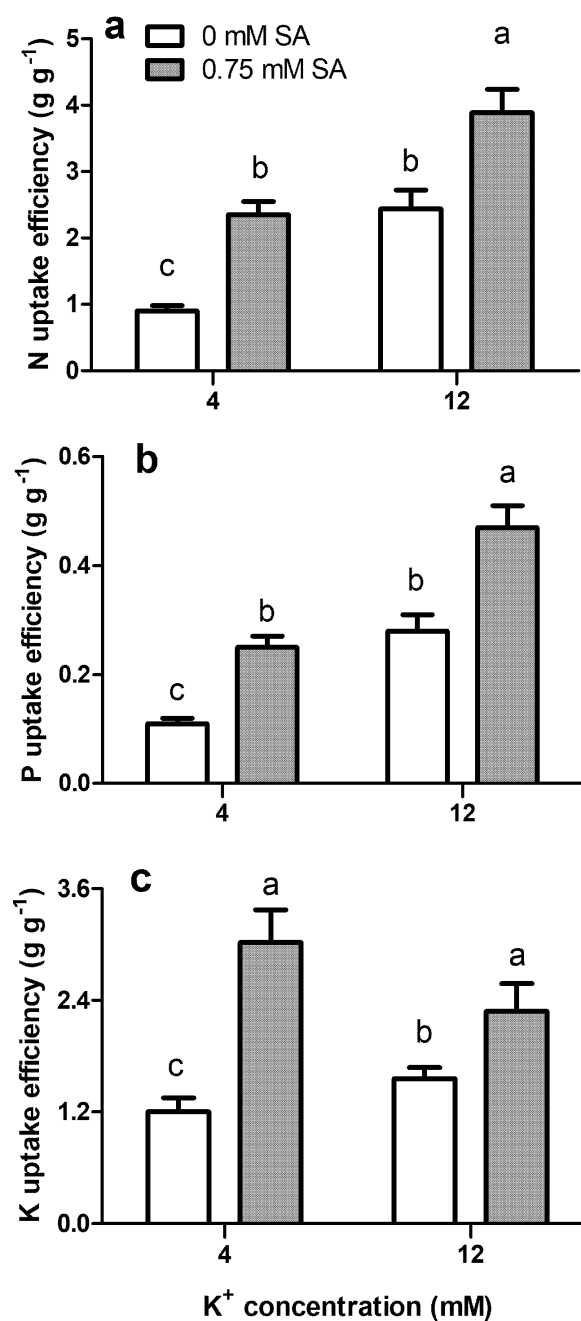 a
0 mM SA
0.75 mM SA
N uptake efficiency (g g⁻¹)
5
4
3
2
1
0
c
b
b
a
4
12
b
P uptake efficiency (g g⁻¹)
0.6
0.4
0.2
0.0
c
b
b
a
4
12
c
K uptake efficiency (g g⁻¹)
3.6
2.4
1.2
0.0
c
a
b
a
4
12
K⁺ concentration (mM)